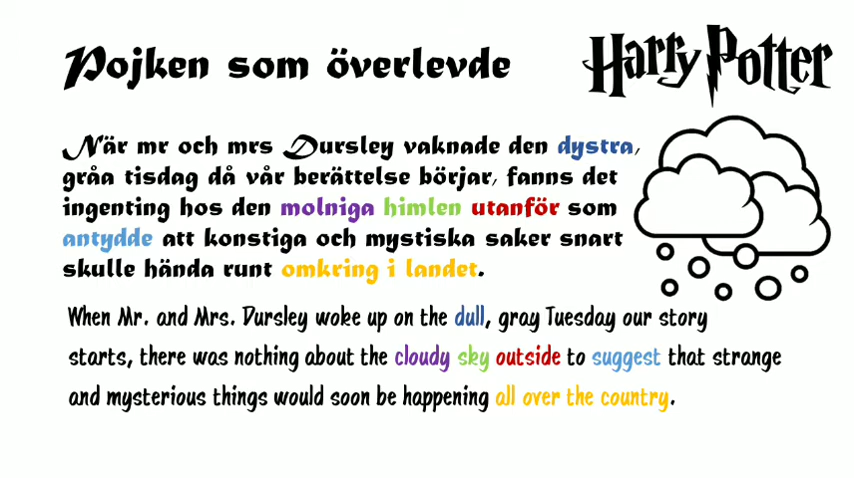 Pojken som överlevde
Harry Potter
När mr och mrs Dursley vaknade den dystra,
gråa tisdag då vår berättelse börjar, fanns det
ingenting hos den molniga himlen utanför som
antydde att konstiga och mystiska saker snart
skulle hända runt omkring i landet.
When Mr. and Mrs. Dursley woke up on the dull, gray Tuesday our story
starts, there was nothing about the cloudy sky outside to suggest that strange
and mysterious things would soon be happening all over the country.